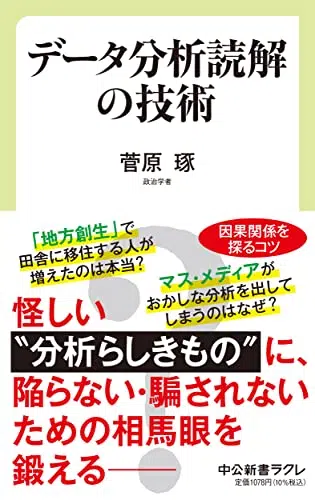 データ分析読解
の技術
菅原 琢
政治学者
「地方創生」で
田舎に移住する人が
増えたのは本当?
因果関係を
探るコツ
マス・メディアが
おかしな分析を出して
しまうのはなぜ?
怪しい
“分析らしきもの”に、
陥らない・騙されない
ための相馬眼を
鍛える——
中公新書ラクレ
定価1078円(10%税込)